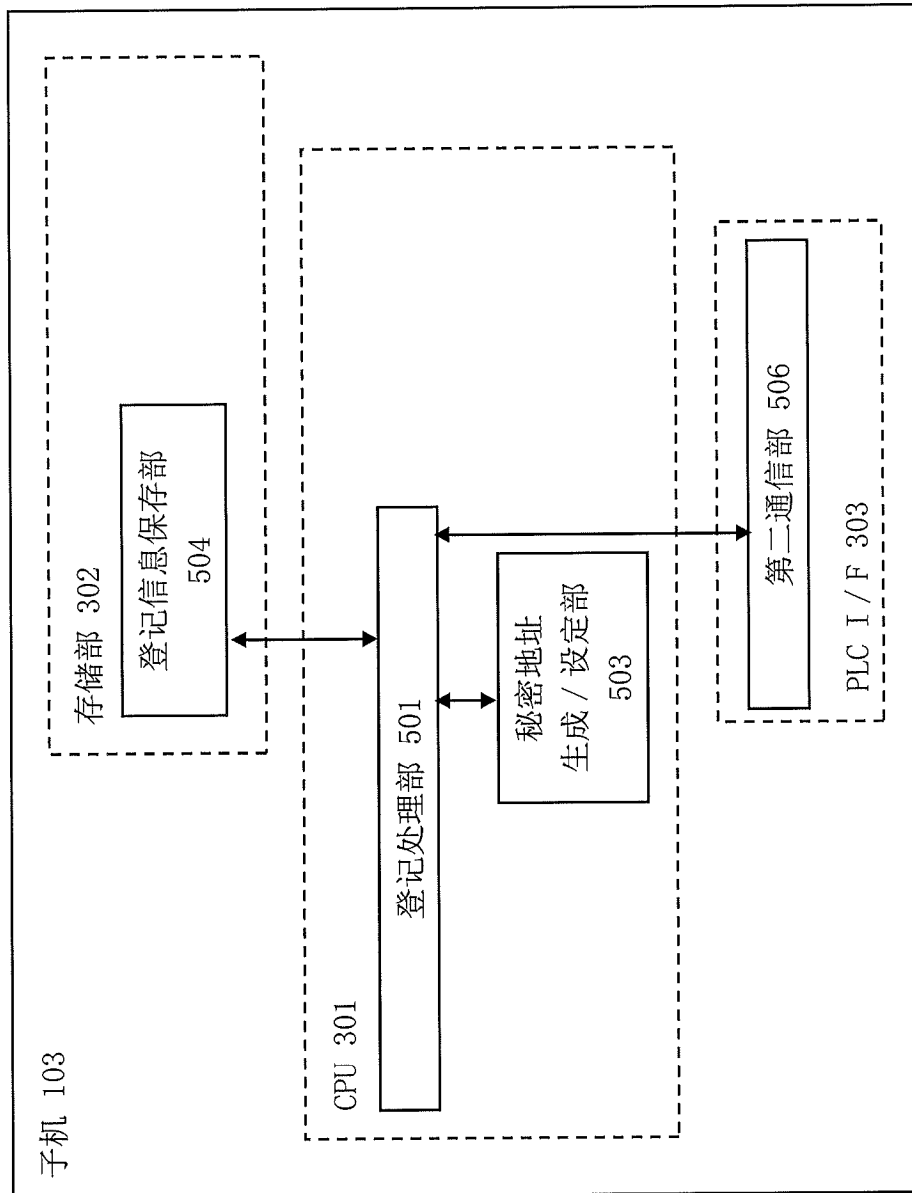 子机 103
存储部 302
登记信息保存部
504
CPU 301
登记处理部 501
秘密地址
生成/设定部
503
第二通信部 506
PLC I/F 303